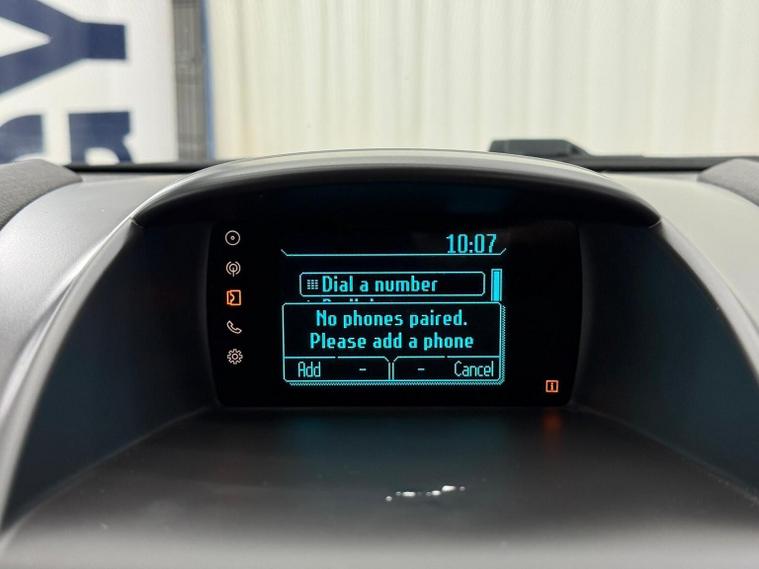 10:07
Dial a number
No phones paired.
Please add a phone
Add - - Cancel
i